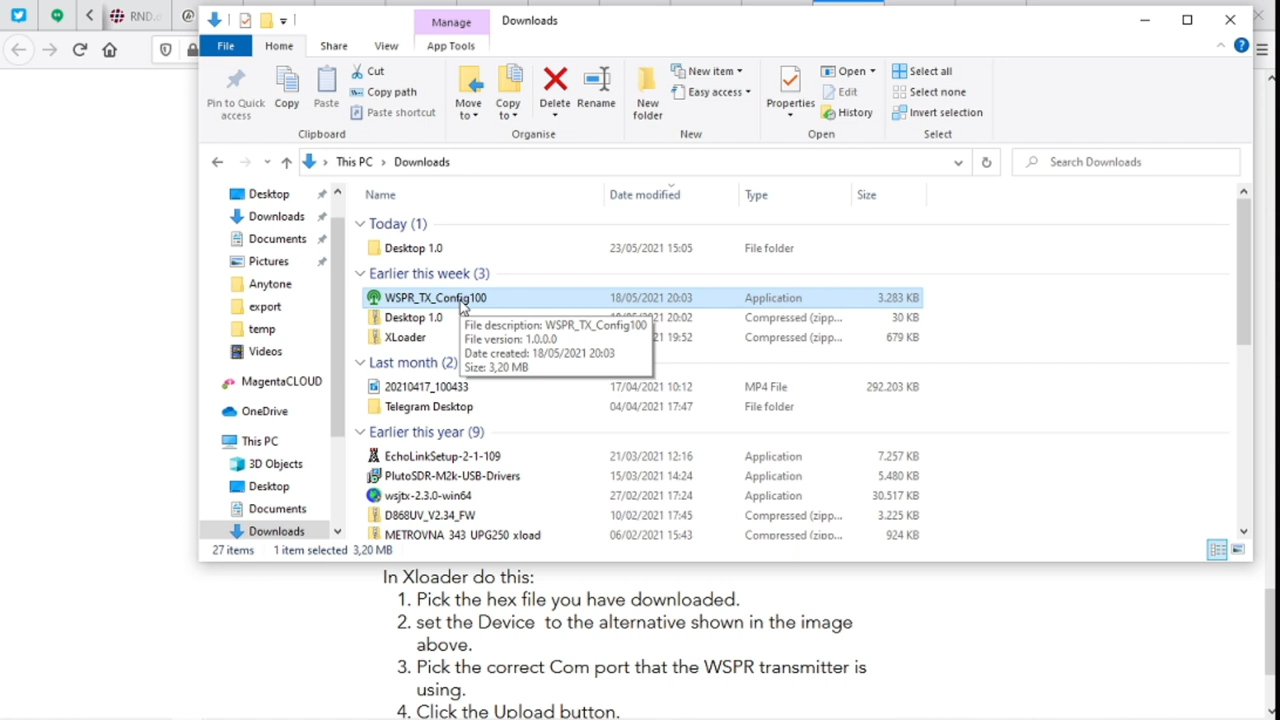 RND.
Manage
Downloads
File
Home
Share
View
App Tools
Pin to Quick
access
Copy
Paste
Cut
Copy path
Paste shortcut
Clipboard
Move
to
Copy
to
Delete
Rename
Organise
New
folder
New item
Easy access
New
Properties
Open
Edit
History
Open
Select all
Select none
Invert selection
Select
This PC > Downloads
Search Downloads
Desktop
Downloads
Documents
Pictures
Anytone
export
temp
Videos
MagentaCLOUD
OneDrive
This PC
3D Objects
Desktop
Documents
Downloads
Name Date modified Type Size
Today (1)
Desktop 1.0 23/05/2021 15:05 File folder
Earlier this week (3)
WSPR_TX_Config100 18/05/2021 20:03 Application 3.283 KB
Desktop 1.0 20:02 Compressed (zipp... 30 KB
XLoader 19:52 Compressed (zipp... 679 KB
File description: WSPR_TX_Config100
File version: 1.0.0.0
Date created: 18/05/2021 20:03
Size: 3,20 MB
Last month (2)
20210417_100433 17/04/2021 10:12 MP4 File 292.203 KB
Telegram Desktop 04/04/2021 17:47 File folder
Earlier this year (9)
EchoLinkSetup-2-1-109 21/03/2021 12:16 Application 7.257 KB
PlutoSDR-M2k-USB-Drivers 15/03/2021 14:24 Application 5.480 KB
wsjtx-2.3.0-win64 27/02/2021 17:24 Application 30.517 KB
D868UV_V2.34_FW 10/02/2021 17:45 Compressed (zipp... 3.225 KB
METROVNA 343 UPG250 xload 06/02/2021 15:43 Compressed (zipp... 924 KB
27 items 1 item selected 3,20 MB
In Xloader do this:
1. Pick the hex file you have downloaded.
2. set the Device to the alternative shown in the image
above.
3. Pick the correct Com port that the WSPR transmitter is
using.
4. Click the Upload button.